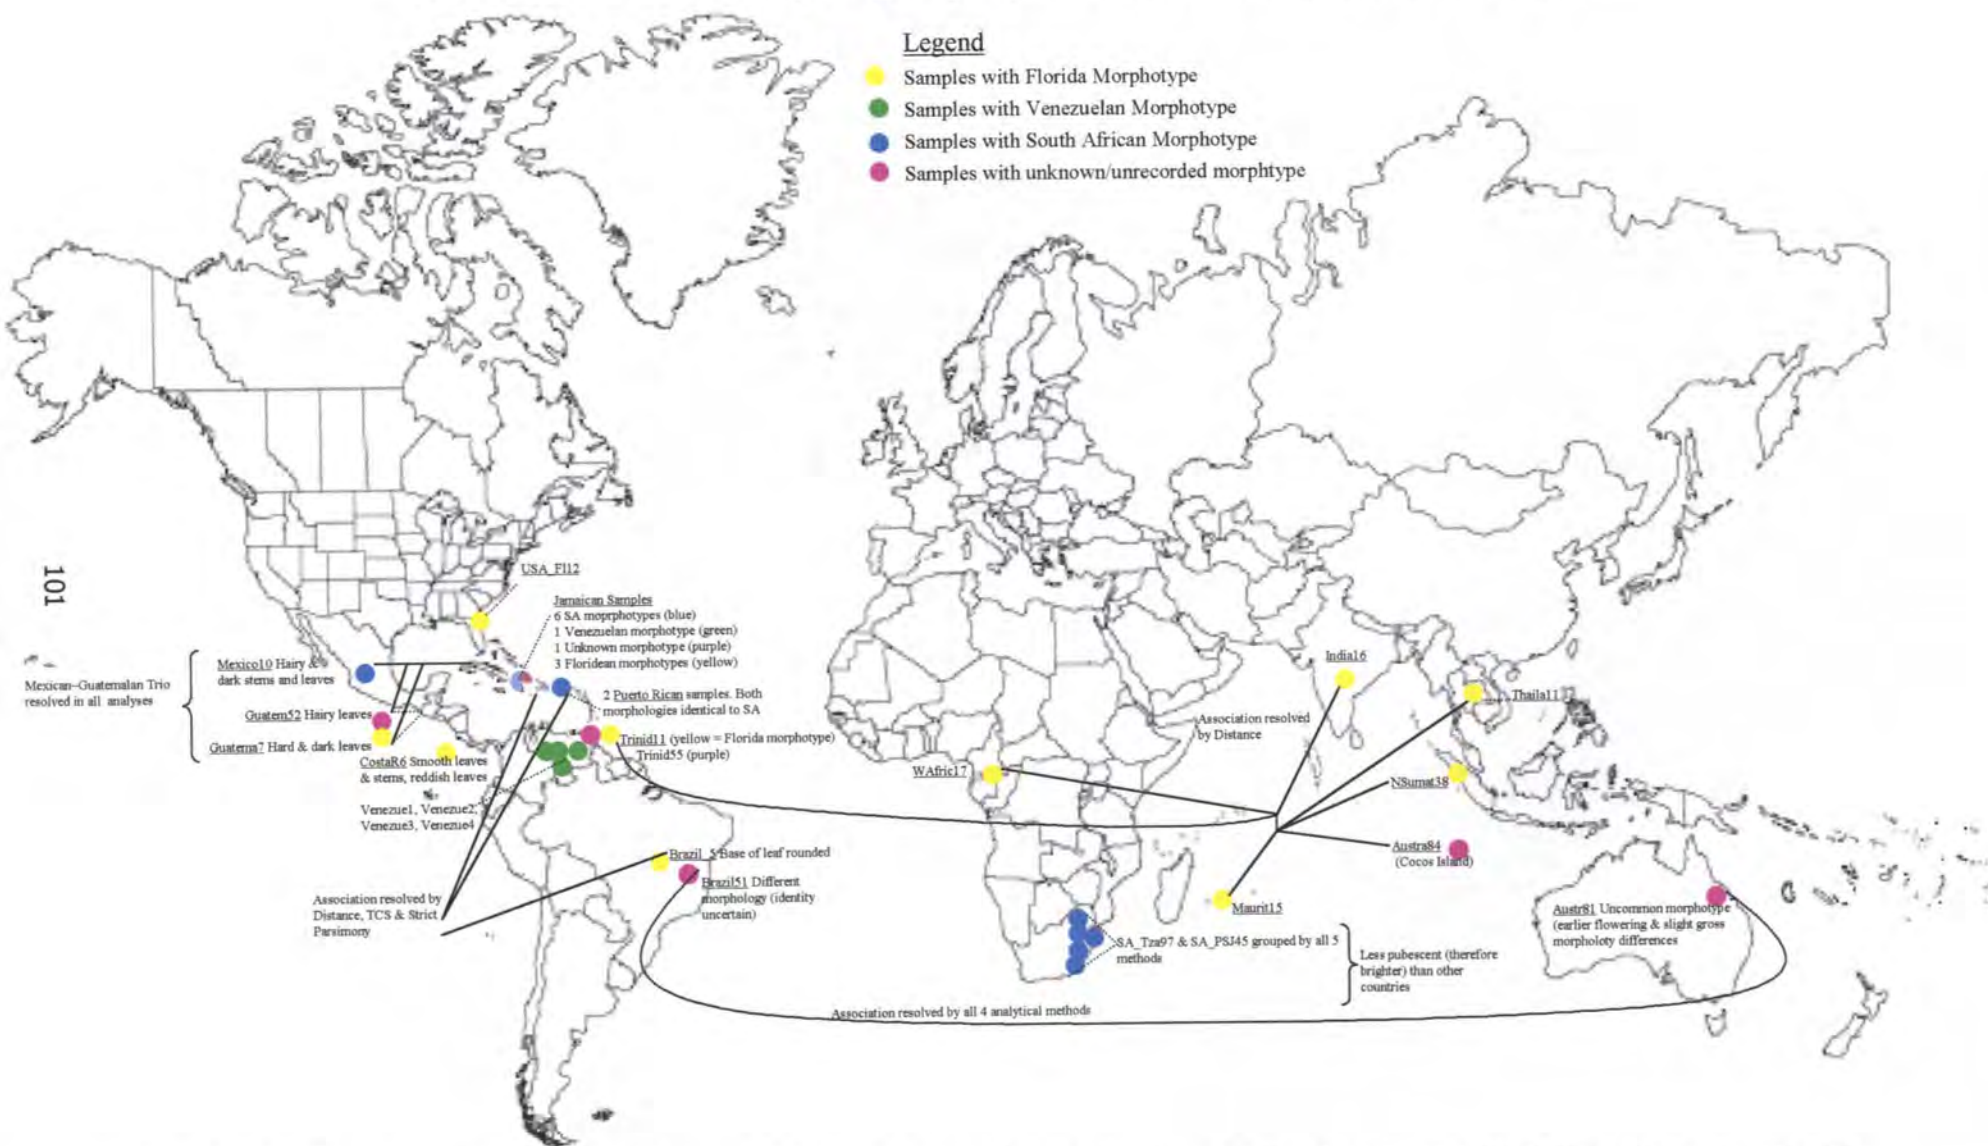 Legend
Samples with Florida Morphotype
Samples with Venezuelan Morphotype
Samples with South African Morphotype
Samples with unknown/unrecorded morphtype
101
USA_Fl12
Jamaican Samples
6 SA moprphotypes (blue)
1 Venezuelan morphotype (green)
1 Unknown morphotype (purple)
3 Floridean morphotypes (yellow)
Mexican–Guatemalan Trio
resolved in all analyses
Mexico10 Hairy &
dark stems and leaves
Guatem52 Hairy leaves
Guatema7 Hard & dark leaves
CostaR6 Smooth leaves
& stems, reddish leaves
2 Puerto Rican samples. Both
morphologies identical to SA
Trinid11 (yellow = Florida morphotype)
Trinid55 (purple)
Venezue1, Venezue2,
Venezue3, Venezue4
Association resolved by
Distance, TCS & Strict
Parsimony
Brazil_5 Base of leaf rounded
Brazil51 Different
morphology (identity
uncertain)
WAfric17
Association resolved
by Distance
India16
Thaila11
NSumat38
Austra84
(Cocos Island)
Maurit15
SA_Tza97 & SA_PSJ45 grouped by all 5
methods
Less pubescent (therefore
brighter) than other
countries
Austr81 Uncommon morphotype
(earlier flowering & slight gross
morpholoty differences
Association resolved by all 4 analytical methods